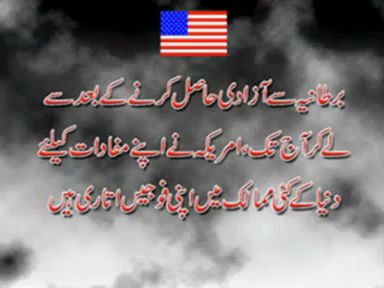 برطانیہ سے آزادی حاصل کرنے کے بعد سے
لے کر آج تک، امریکہ نے اپنے مفادات کیلئے
دنیا کے کئی ممالک میں اپنی فوجیں اتاری ہیں